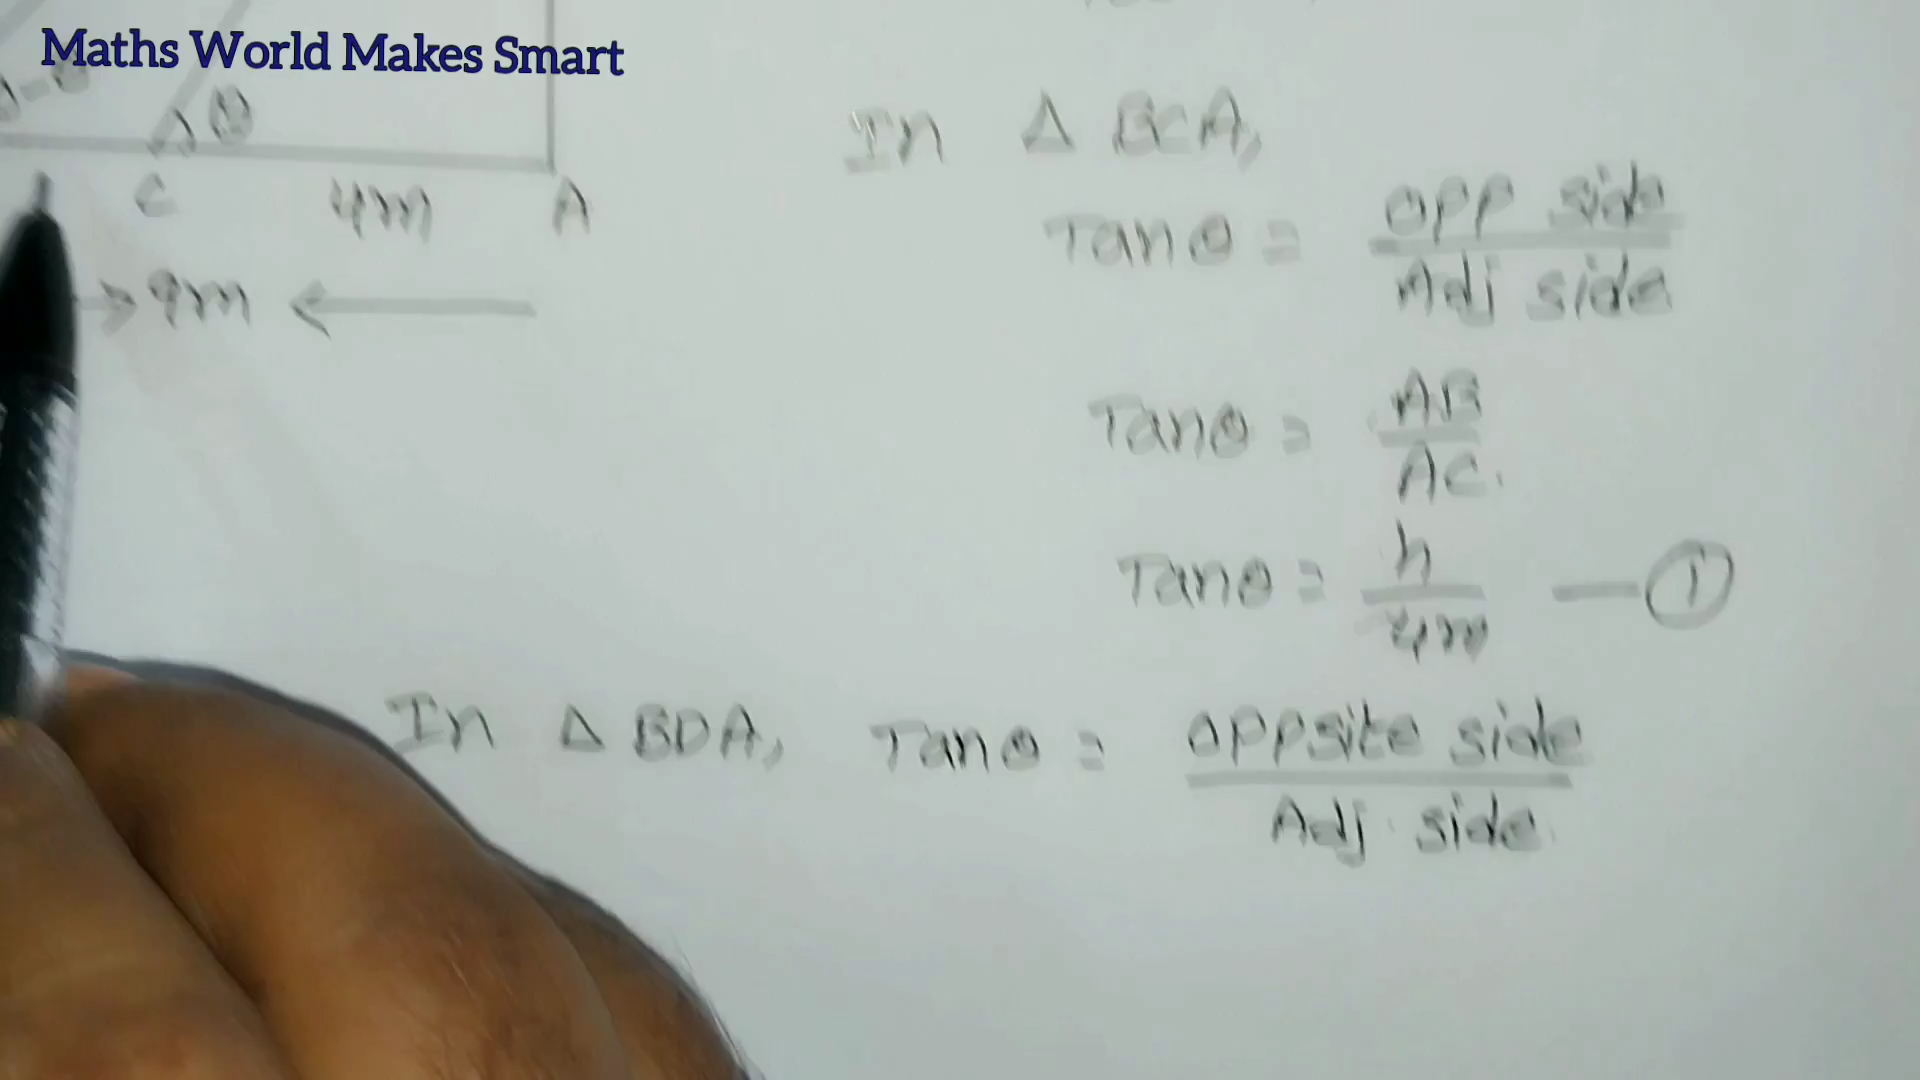 Maths World Makes Smart
θ
C 4m A
9m
In Δ BCA,
Tanθ = opp side / Adj side
Tanθ = AB / AC.
Tanθ = h / 4m — 1
In Δ BDA, Tanθ = oppsite side / Adj. side